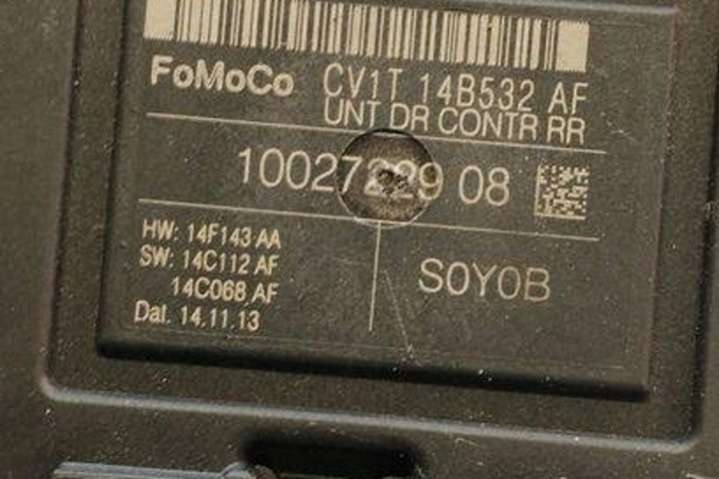 FoMoCo CV1T 14B532 AF
UNT DR CONTR RR
10027229 08
HW: 14F143 AA
SW: 14C112 AF
14C068 AF
Dat. 14.11.13
S0Y0B